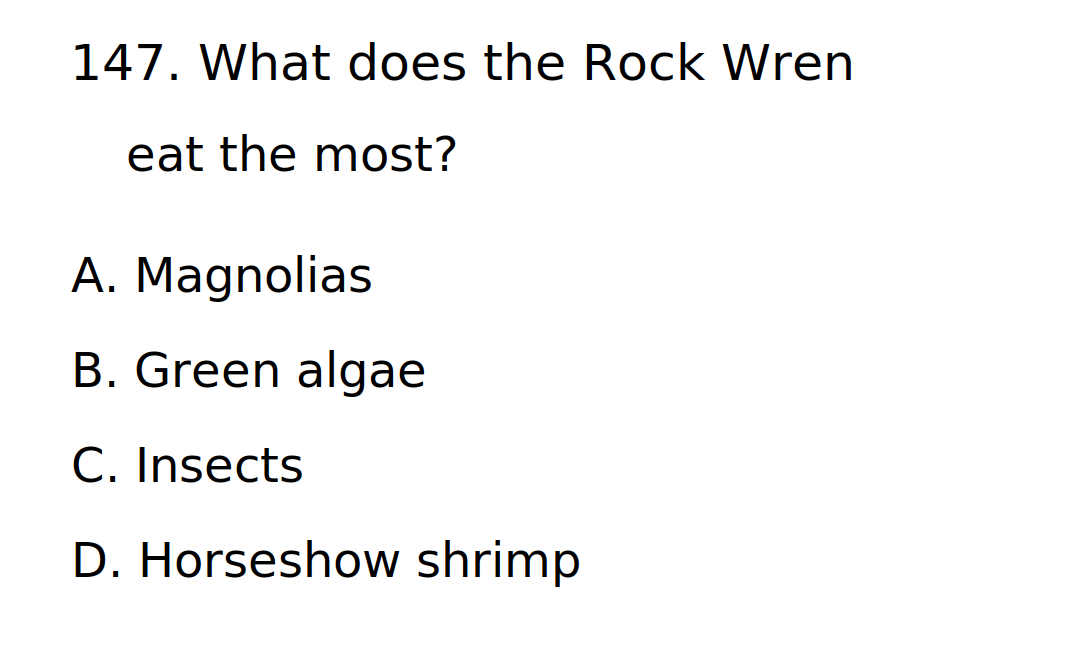 147. What does the Rock Wren
eat the most?
A. Magnolias
B. Green algae
C. Insects
D. Horseshow shrimp